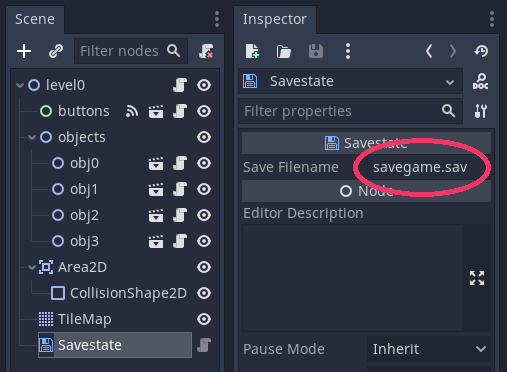 Scene
Filter nodes
level0
buttons
objects
obj0
obj1
obj2
obj3
Area2D
CollisionShape2D
TileMap
Savestate
Inspector
Savestate
DOC
Filter properties
Savestate
Save Filename savegame.sav
Node
Editor Description
Pause Mode Inherit